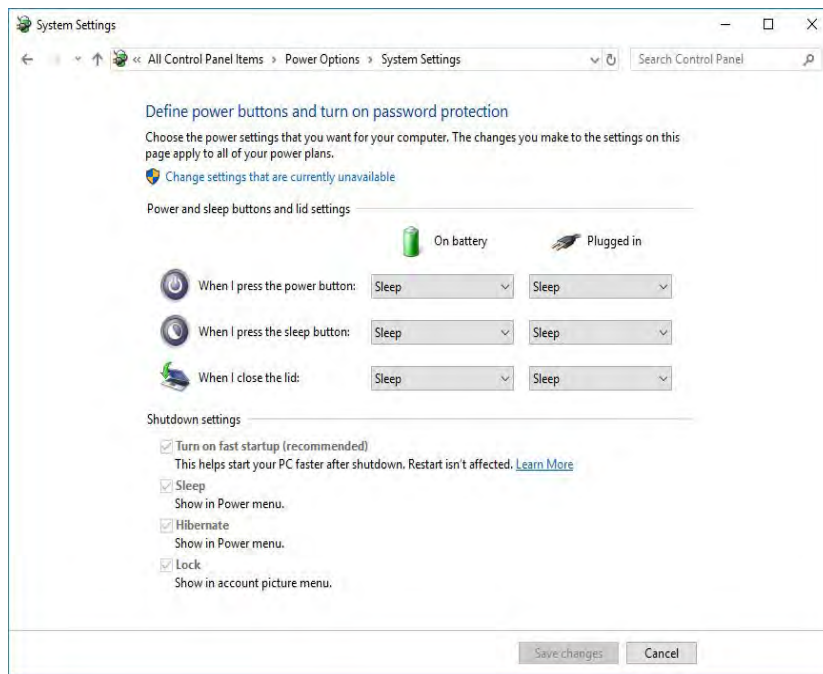 System Settings
« All Control Panel Items > Power Options > System Settings
Search Control Panel
Define power buttons and turn on password protection
Choose the power settings that you want for your computer. The changes you make to the settings on this
page apply to all of your power plans.
Change settings that are currently unavailable
Power and sleep buttons and lid settings
On battery Plugged in
When I press the power button: Sleep Sleep
When I press the sleep button: Sleep Sleep
When I close the lid: Sleep Sleep
Shutdown settings
Turn on fast startup (recommended)
This helps start your PC faster after shutdown. Restart isn't affected. Learn More
Sleep
Show in Power menu.
Hibernate
Show in Power menu.
Lock
Show in account picture menu.
Save changes Cancel